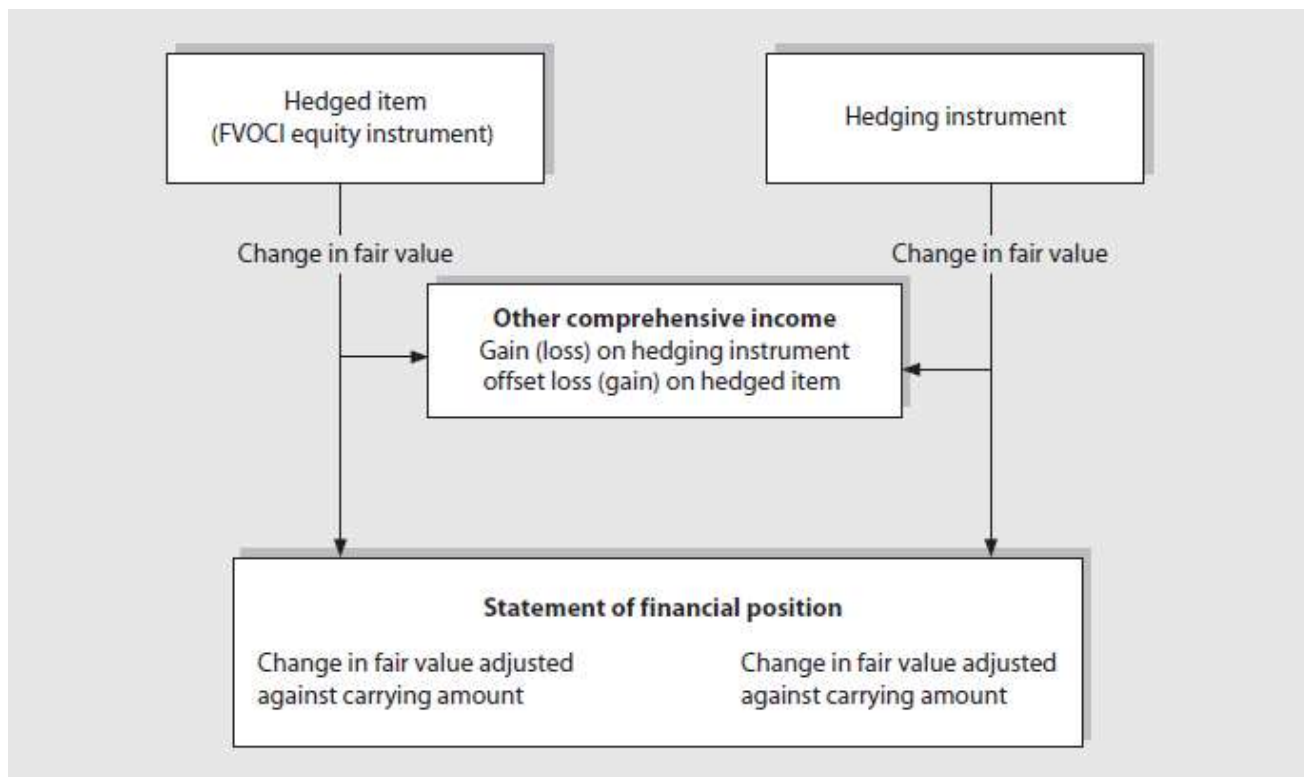 Hedged item
(FVOCI equity instrument)
Hedging instrument
Change in fair value
Change in fair value
Other comprehensive income
Gain (loss) on hedging instrument
offset loss (gain) on hedged item
Statement of financial position
Change in fair value adjusted
against carrying amount
Change in fair value adjusted
against carrying amount